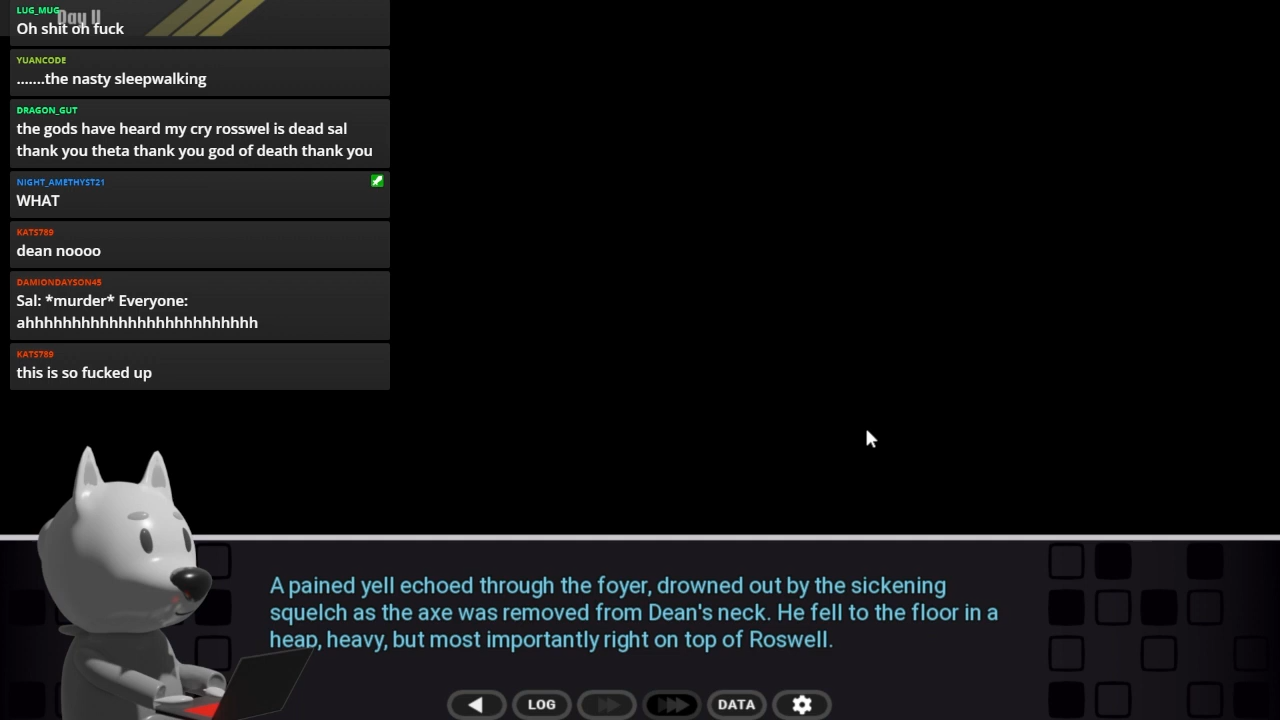 Day 0
LUG_MUG
Oh shit oh fuck
YUANCODE
.......the nasty sleepwalking
DRAGON_GUT
the gods have heard my cry rosswel is dead sal
thank you theta thank you god of death thank you
NIGHT_AMETHYST21
WHAT
KATS789
dean noooo
DAMIONDAYSON45
Sal: *murder* Everyone:
ahhhhhhhhhhhhhhhhhhhhhhhhh
KATS789
this is so fucked up
A pained yell echoed through the foyer, drowned out by the sickening
squelch as the axe was removed from Dean's neck. He fell to the floor in a
heap, heavy, but most importantly right on top of Roswell.
LOG
DATA